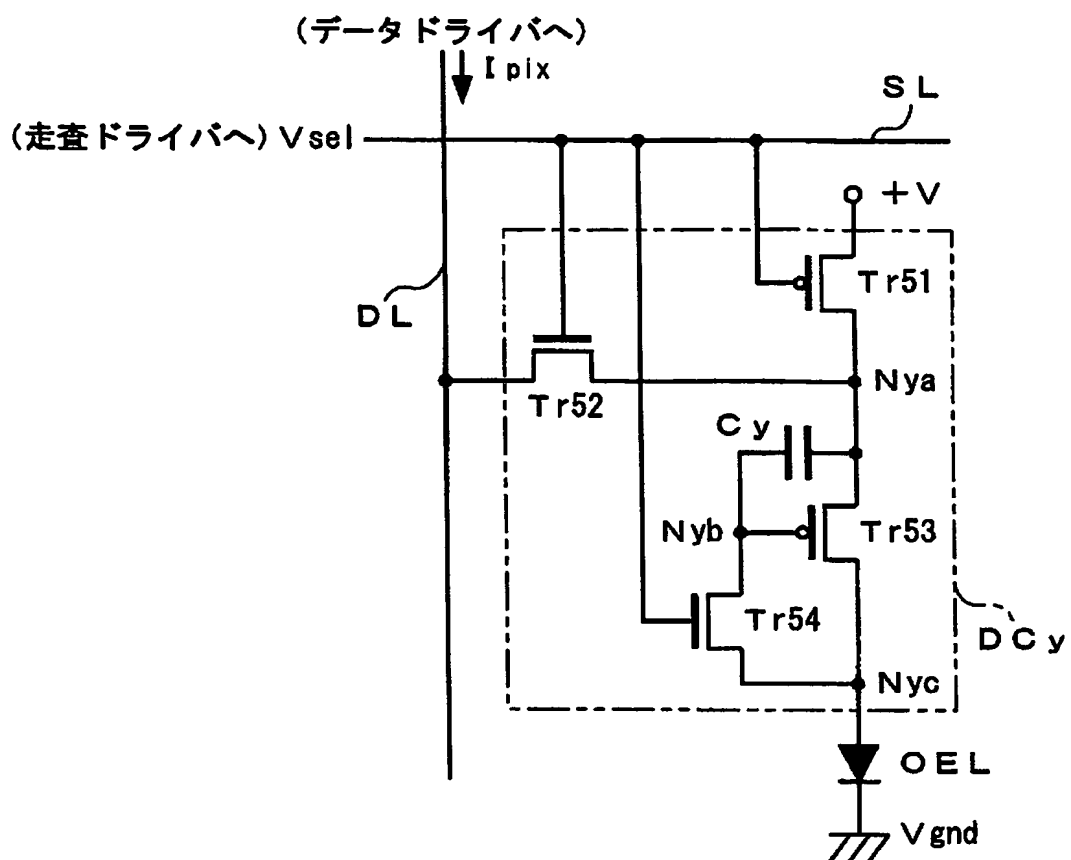 (データドライバへ)
Ipix
SL
(走査ドライバへ) Vsel
+V
Tr51
DL
Nya
Tr52
Cy
Nyb
Tr53
Tr54
DCy
Nyc
OEL
Vgnd